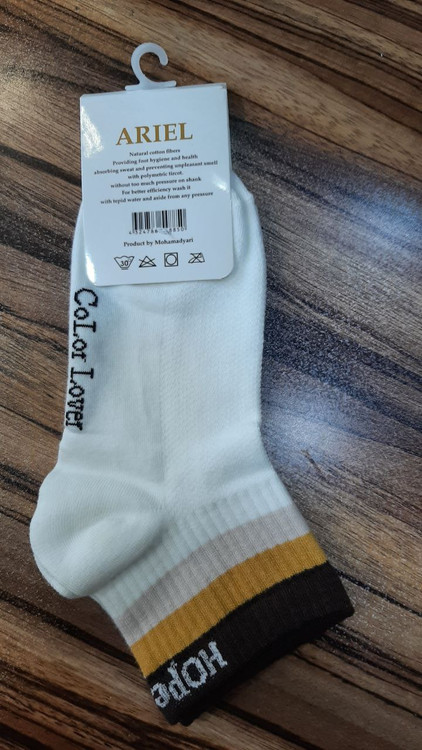 ARIEL
Natural cotton fibers
Providing foot hygiene and health
absorbing sweat and preventing unpleasant smell
with polymetric tisest.
without too much pressure on shank
For better afficiency wash it
with tepid water and aside from any pressure
Product by Mohamadyari
30
CoLor Lover
HOPe